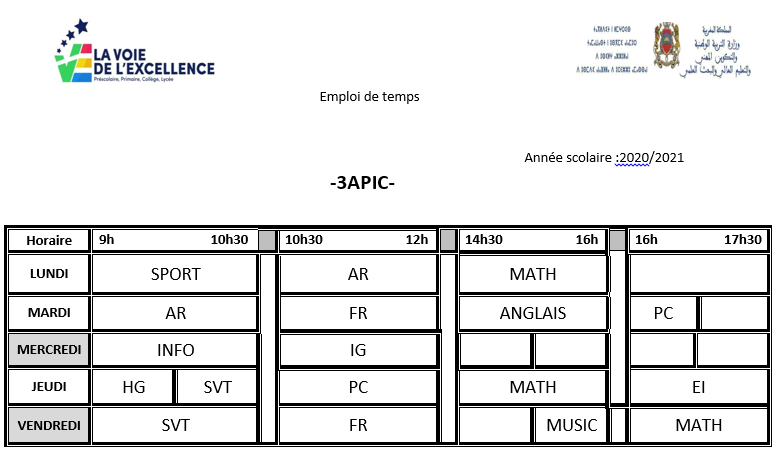 LA VOIE
DE L'EXCELLENCE
Préscolaire, Primaire, Collège, Lycée
المملكة المغربية
وزارة التربية الوطنية
والتكوين المهني
والتعليم العالي والبحث العلمي
Emploi de temps
Année scolaire :2020/2021
-3APIC-
Horaire 9h 10h30 10h30 12h 14h30 16h 16h 17h30
LUNDI SPORT AR MATH
MARDI AR FR ANGLAIS PC
MERCREDI INFO IG
JEUDI HG SVT PC MATH EI
VENDREDI SVT FR MUSIC MATH